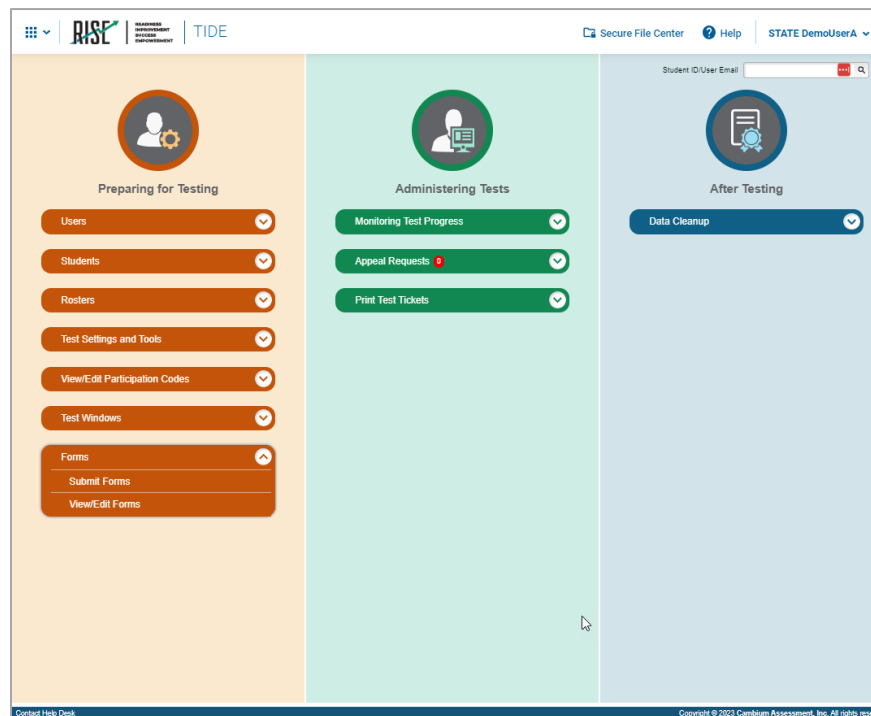 RISE
READINESS
IMPROVEMENT
SUCCESS
EMPOWERMENT
TIDE
Secure File Center
? Help
STATE DemoUserA
Student ID/User Email
Preparing for Testing
Users
Students
Rosters
Test Settings and Tools
View/Edit Participation Codes
Test Windows
Forms
Submit Forms
View/Edit Forms
Administering Tests
Monitoring Test Progress
Appeal Requests 0
Print Test Tickets
After Testing
Data Cleanup
Contact Help Desk
Copyright © 2023 Cambium Assessment, Inc. All rights rese